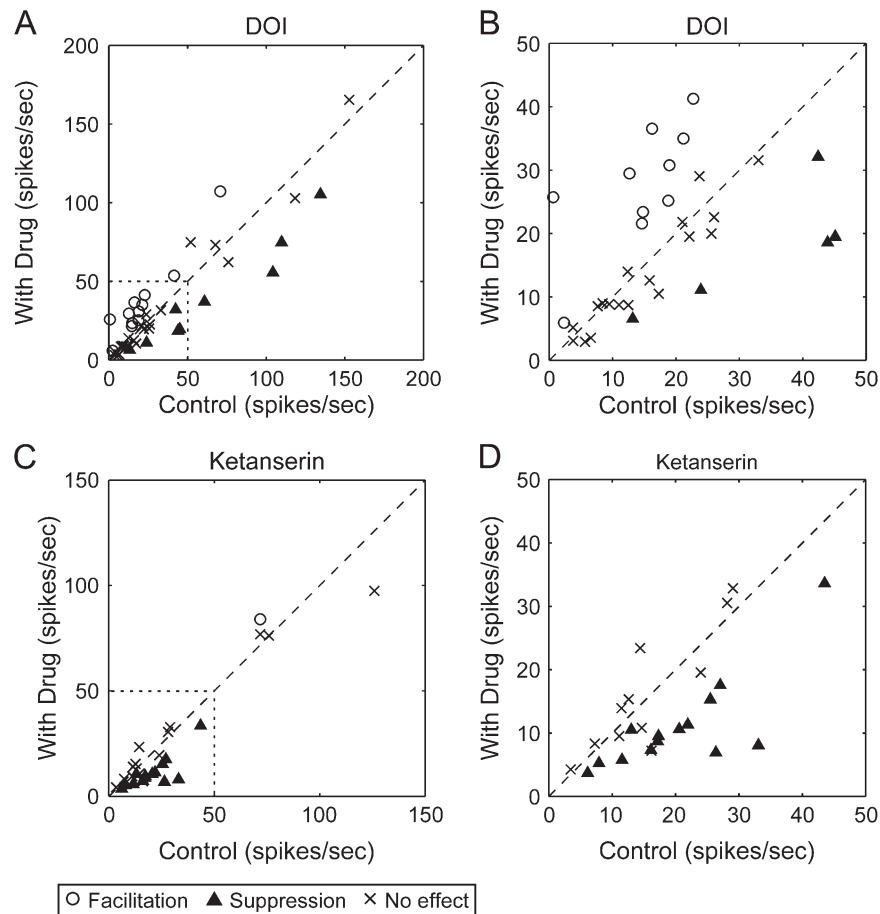 A
DOI
With Drug (spikes/sec)
200
150
100
50
0
0 50 100 150 200
Control (spikes/sec)
B
DOI
With Drug (spikes/sec)
50
40
30
20
10
0
0 10 20 30 40 50
Control (spikes/sec)
C
Ketanserin
With Drug (spikes/sec)
150
100
50
0
0 50 100 150
Control (spikes/sec)
D
Ketanserin
With Drug (spikes/sec)
50
40
30
20
10
0
0 10 20 30 40 50
Control (spikes/sec)
Facilitation Suppression No effect